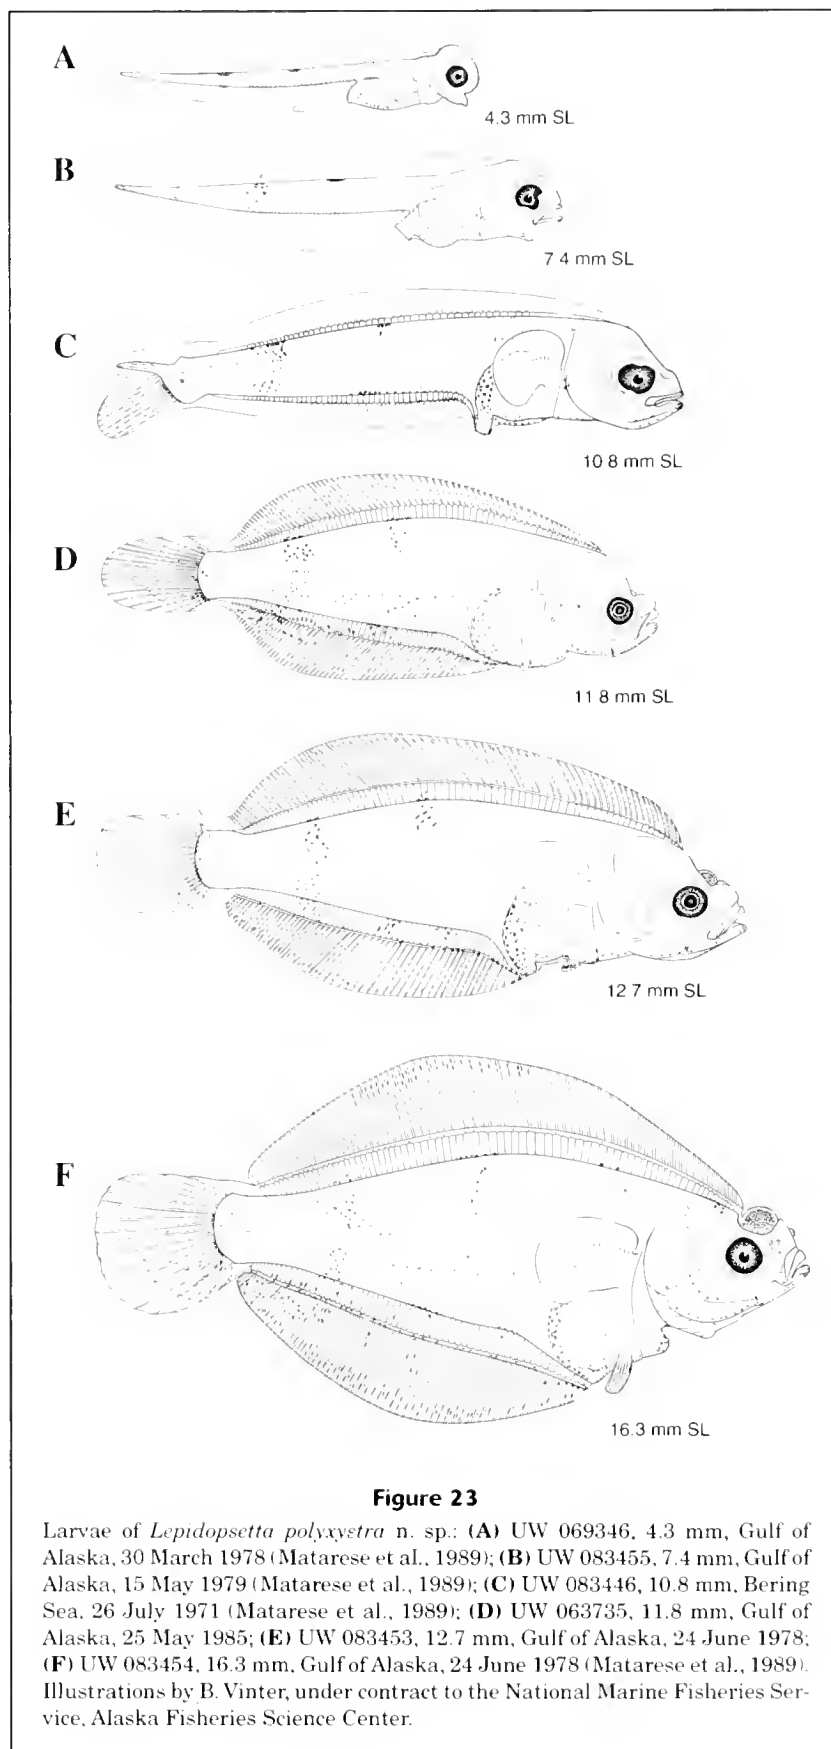 A
4.3 mm SL
B
7 4 mm SL
C
10 8 mm SL
D
11 8 mm SL
E
12 7 mm SL
F
16.3 mm SL
Figure 23
Larvae of Lepidopsetta polyxystra n. sp.: (A) UW 069346, 4.3 mm, Gulf of
Alaska, 30 March 1978 (Matarese et al., 1989); (B) UW 083455, 7.4 mm, Gulf of
Alaska, 15 May 1979 (Matarese et al., 1989); (C) UW 083446, 10.8 mm, Bering
Sea, 26 July 1971 (Matarese et al., 1989); (D) UW 063735, 11.8 mm, Gulf of
Alaska, 25 May 1985; (E) UW 083453, 12.7 mm, Gulf of Alaska, 24 June 1978;
(F) UW 083454, 16.3 mm, Gulf of Alaska, 24 June 1978 (Matarese et al., 1989).
Illustrations by B. Vinter, under contract to the National Marine Fisheries Ser-
vice, Alaska Fisheries Science Center.